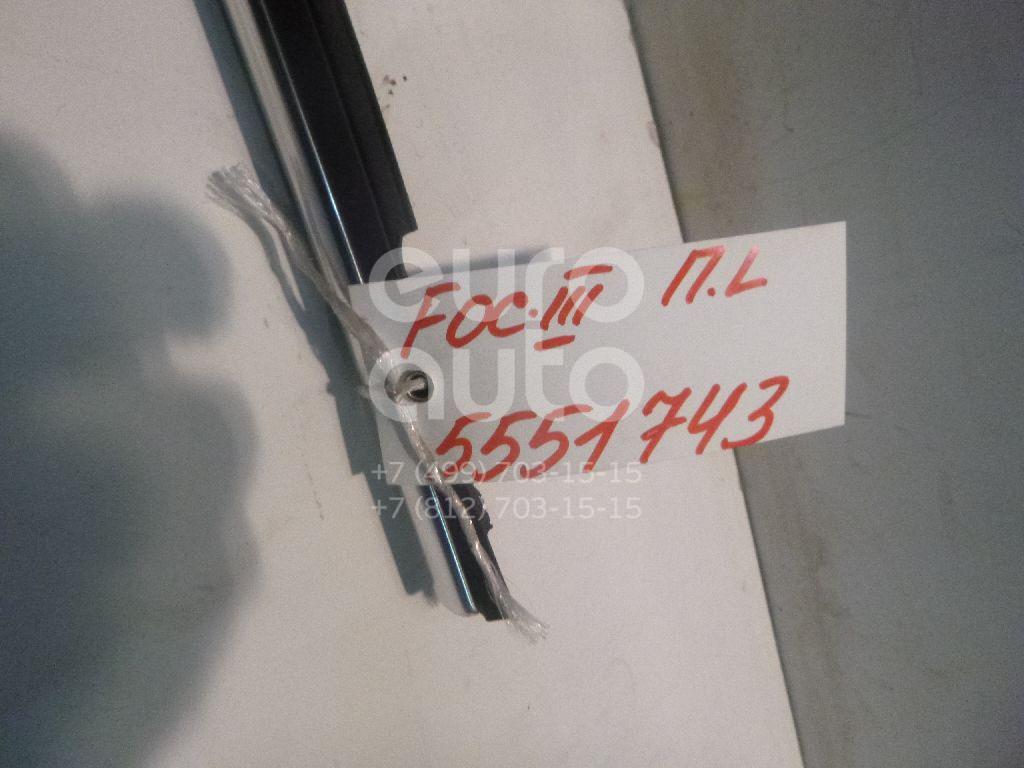 FOC.III П.L
5551743
euro
auto
+7 (499) 703-15-15
+7 (812) 703-15-15